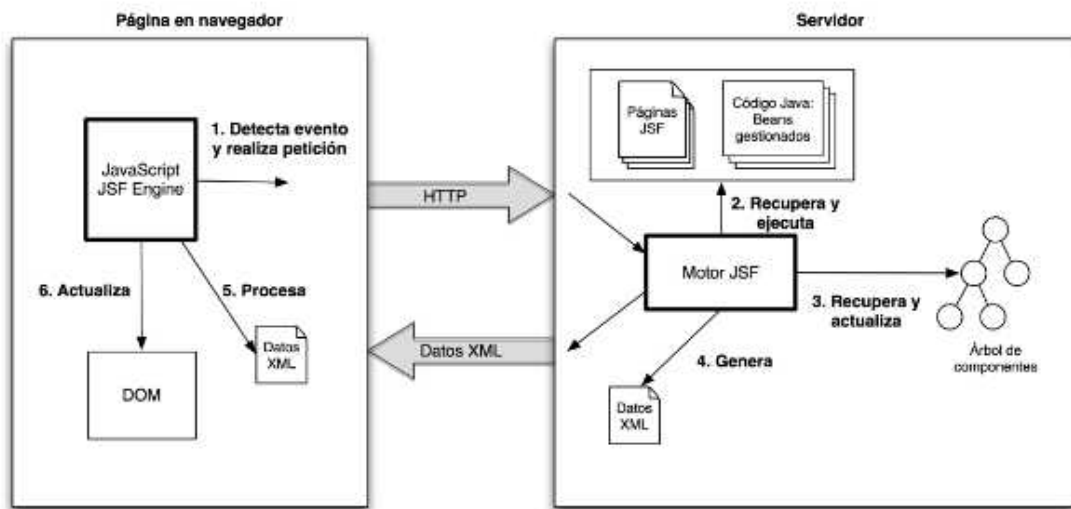 Página en navegador
Servidor
JavaScript
JSF Engine
1. Detecta evento
y realiza petición
HTTP
Páginas
JSF
Código Java:
Beans
gestionados
2. Recupera y
ejecuta
Motor JSF
3. Recupera y
actualiza
Árbol de
componentes
4. Genera
Datos
XML
Datos XML
5. Procesa
Datos
XML
6. Actualiza
DOM